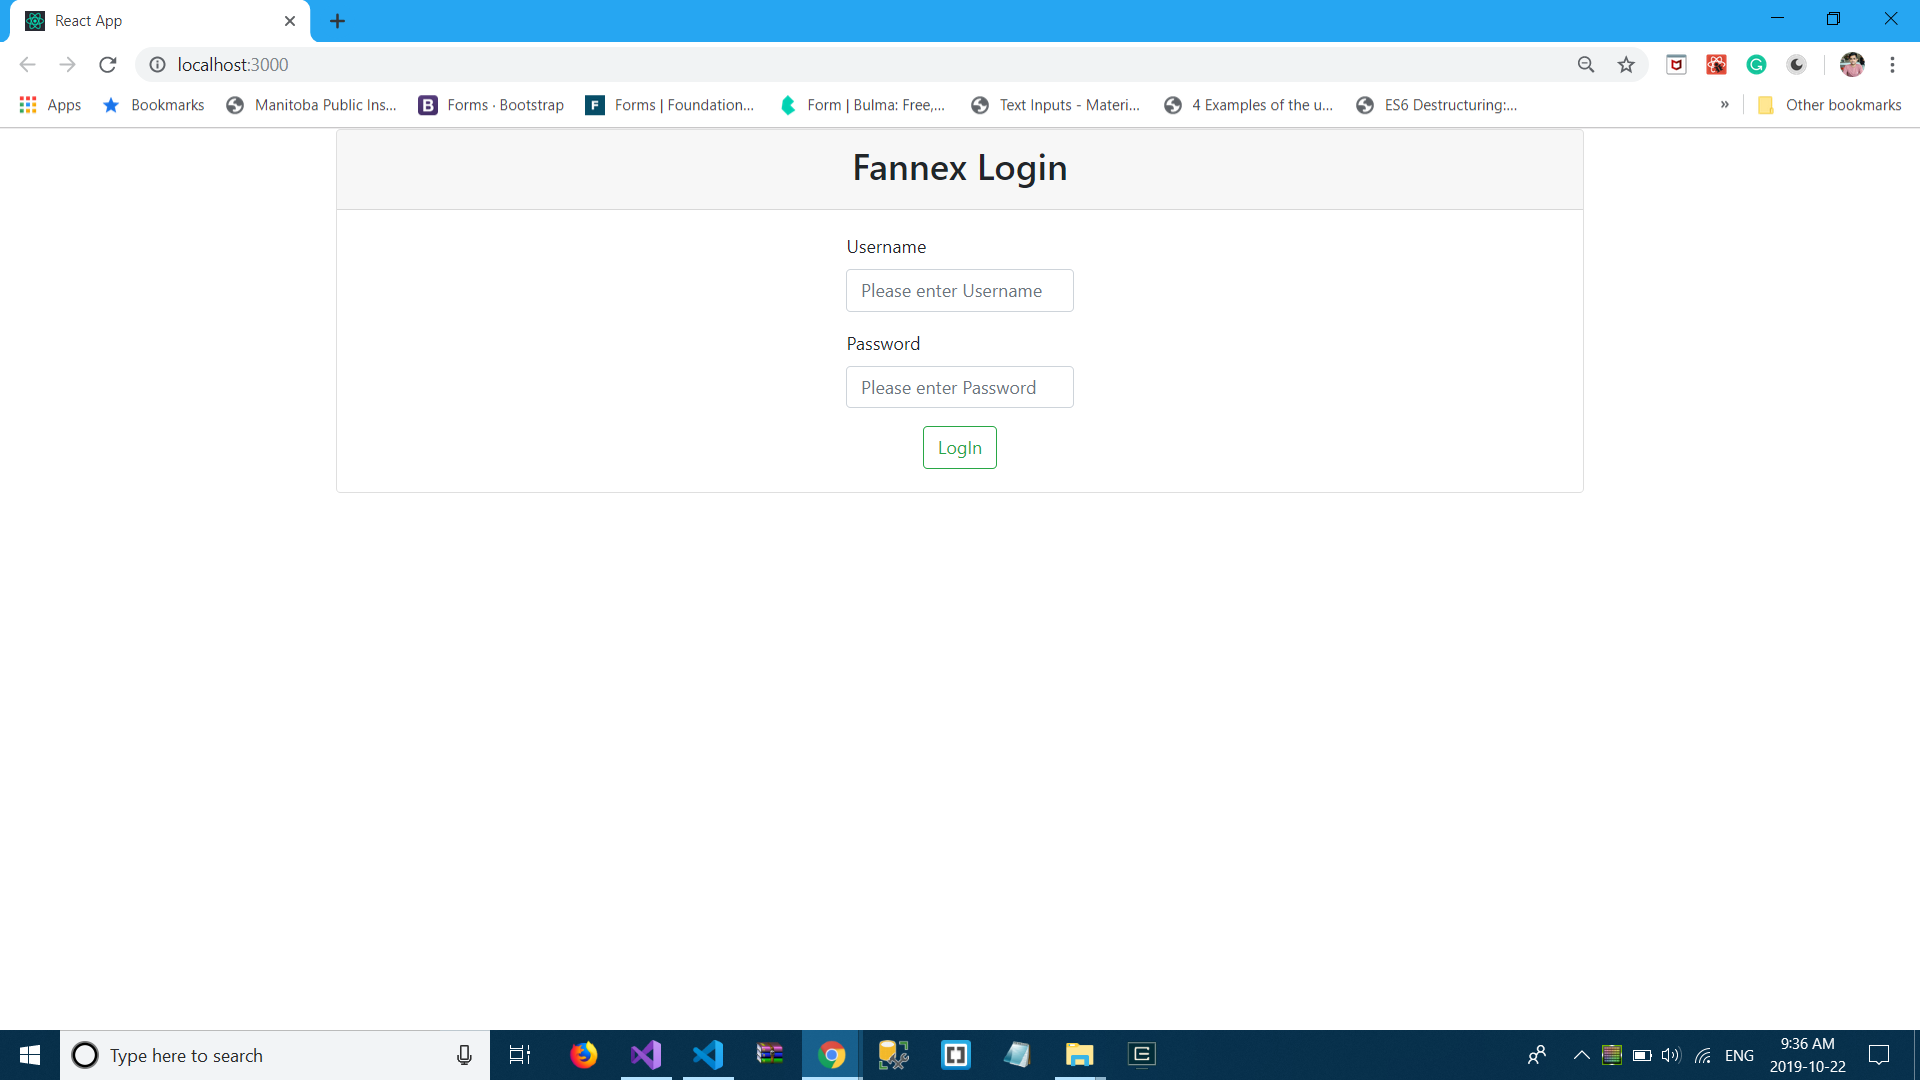 React App
localhost:3000
Apps Bookmarks Manitoba Public Ins... Forms · Bootstrap Forms | Foundation... Form | Bulma: Free,... Text Inputs - Materi... 4 Examples of the u... ES6 Destructuring:... » Other bookmarks
Fannex Login
Username
Please enter Username
Password
Please enter Password
LogIn
Type here to search
ENG
9:36 AM
2019-10-22